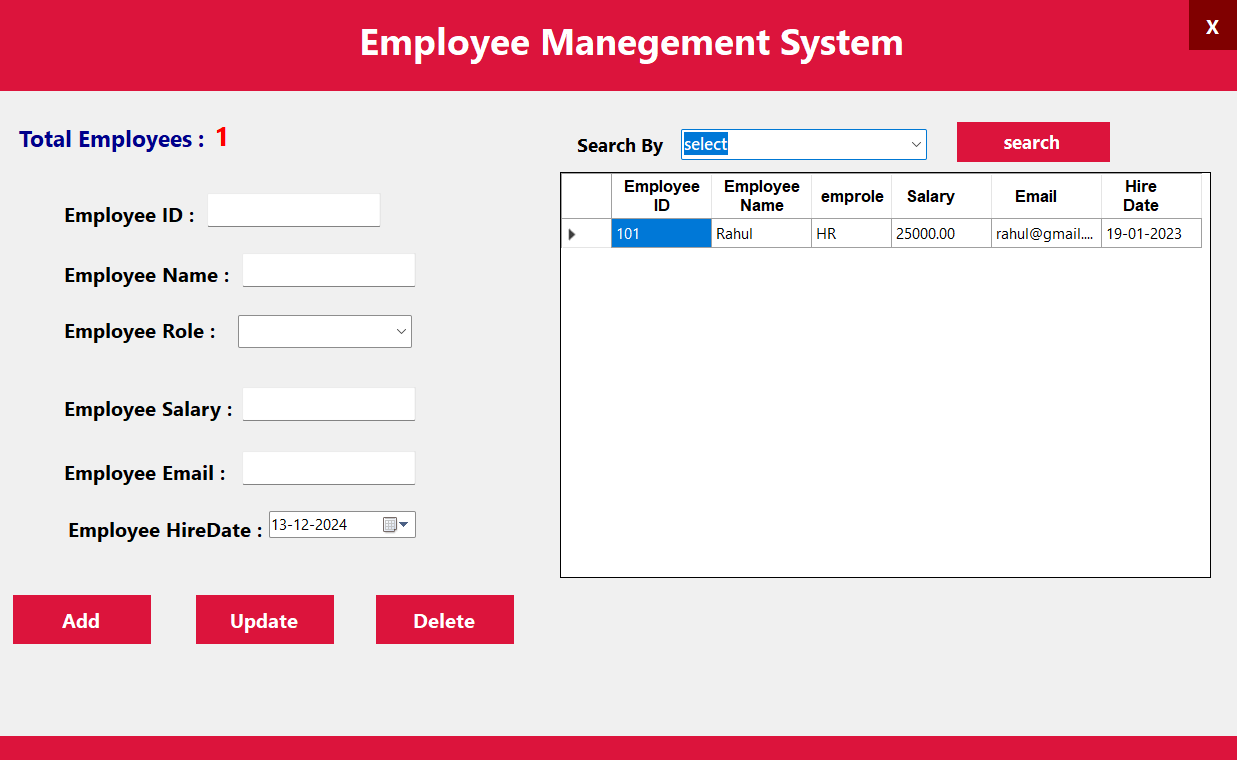 Employee Manegement System
X
Total Employees : 1
Employee ID :
Employee Name :
Employee Role :
Employee Salary :
Employee Email :
Employee HireDate : 13-12-2024
Add Update Delete
Search By select search
Employee ID Employee Name emprole Salary Email Hire Date
101 Rahul HR 25000.00 rahul@gmail.... 19-01-2023